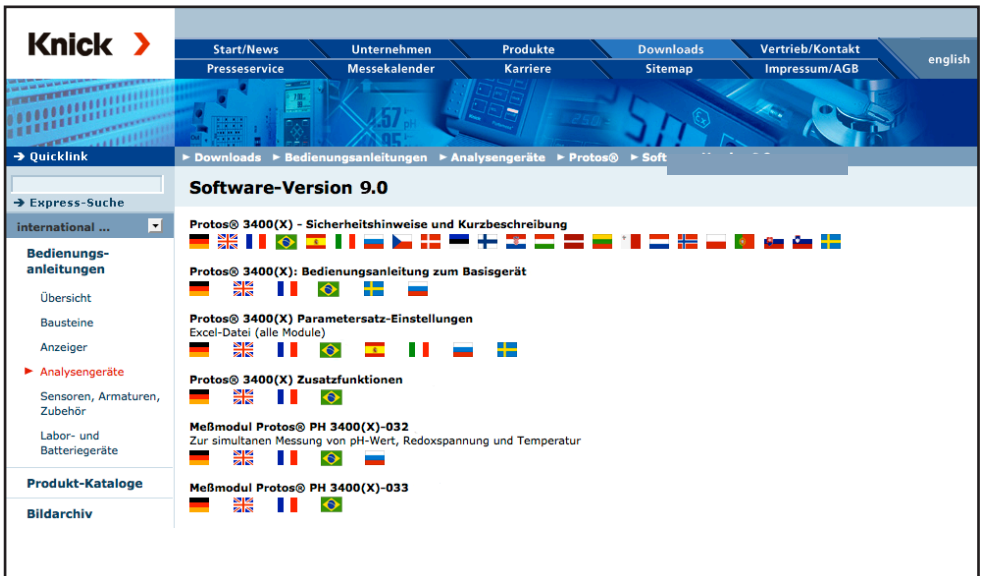 Knick
Start/News Unternehmen Produkte Downloads Vertrieb/Kontakt
Presseservice Messekalender Karriere Sitemap Impressum/AGB
english
4.57 pH
Quicklink
Downloads ► Bedienungsanleitungen ► Analysengeräte ► Protos® ► Soft
Software-Version 9.0
Express-Suche
international ...
Bedienungs-
anleitungen
Übersicht
Bausteine
Anzeiger
Analysengeräte
Sensoren, Armaturen,
Zubehör
Labor- und
Batteriegeräte
Produkt-Kataloge
Bildarchiv
Protos® 3400(X) - Sicherheitshinweise und Kurzbeschreibung
Protos® 3400(X): Bedienungsanleitung zum Basisgerät
Protos® 3400(X) Parametersatz-Einstellungen
Excel-Datei (alle Module)
Protos® 3400(X) Zusatzfunktionen
Meßmodul Protos® PH 3400(X)-032
Zur simultanen Messung von pH-Wert, Redoxspannung und Temperatur
Meßmodul Protos® PH 3400(X)-033